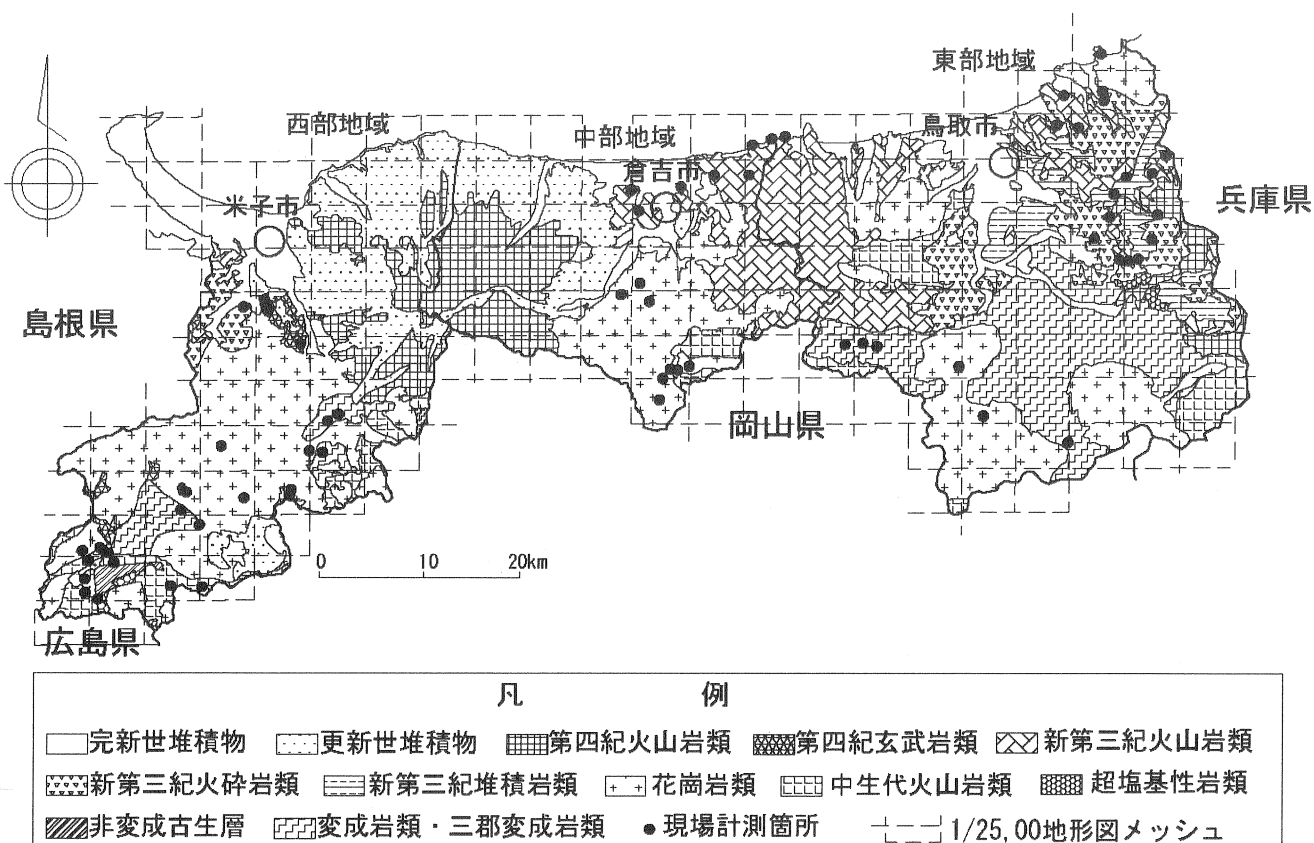 東部地域
西部地域
中部地域
鳥取市
倉吉市
米子市
兵庫県
島根県
岡山県
0 10 20km
広島県
凡 例
完新世堆積物 更新世堆積物 第四紀火山岩類 第四紀玄武岩類 新第三紀火山岩類
新第三紀火砕岩類 新第三紀堆積岩類 花崗岩類 中生代火山岩類 超塩基性岩類
非変成古生層 変成岩類・三郡変成岩類 現場計測箇所 1/25,00地形図メッシュ